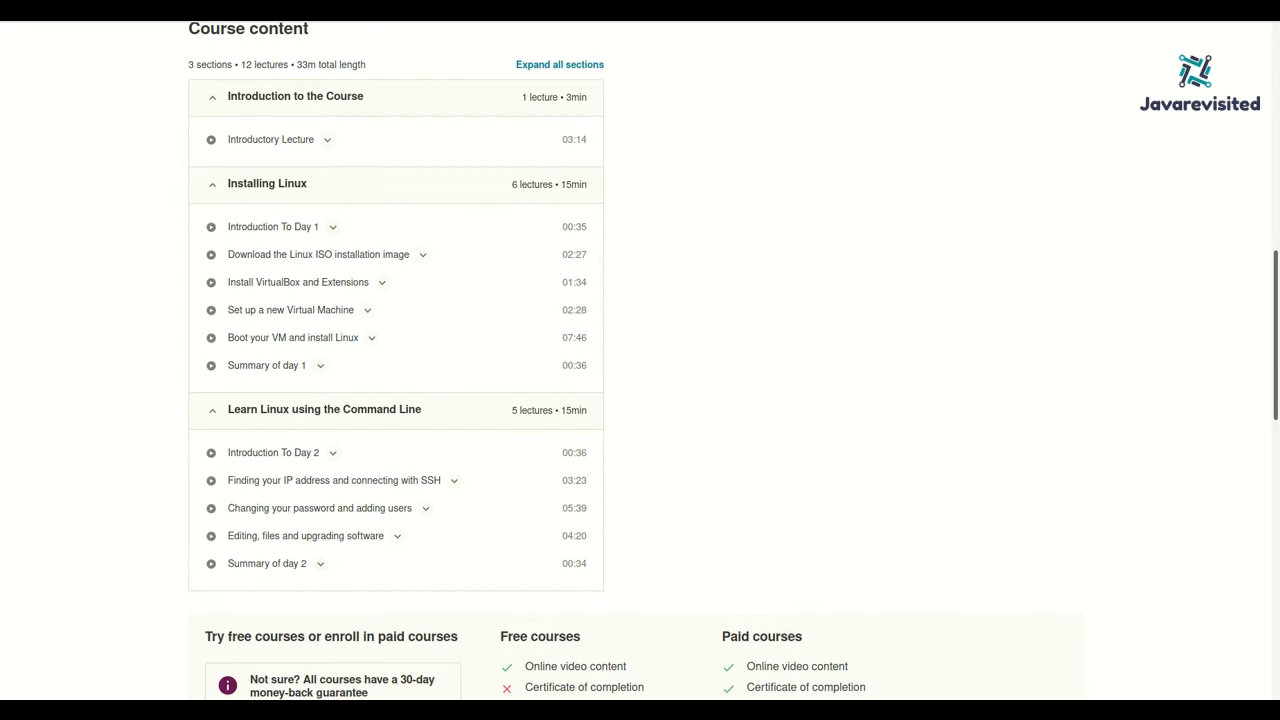 Course content
3 sections • 12 lectures • 33m total length
Expand all sections
Javarevisited
Introduction to the Course
1 lecture • 3min
Introductory Lecture
03:14
Installing Linux
6 lectures • 15min
Introduction To Day 1
00:35
Download the Linux ISO installation image
02:27
Install VirtualBox and Extensions
01:34
Set up a new Virtual Machine
02:28
Boot your VM and install Linux
07:46
Summary of day 1
00:36
Learn Linux using the Command Line
5 lectures • 15min
Introduction To Day 2
00:36
Finding your IP address and connecting with SSH
03:23
Changing your password and adding users
05:39
Editing, files and upgrading software
04:20
Summary of day 2
00:34
Try free courses or enroll in paid courses
Not sure? All courses have a 30-day
money-back guarantee
Free courses
Online video content
Certificate of completion
Paid courses
Online video content
Certificate of completion